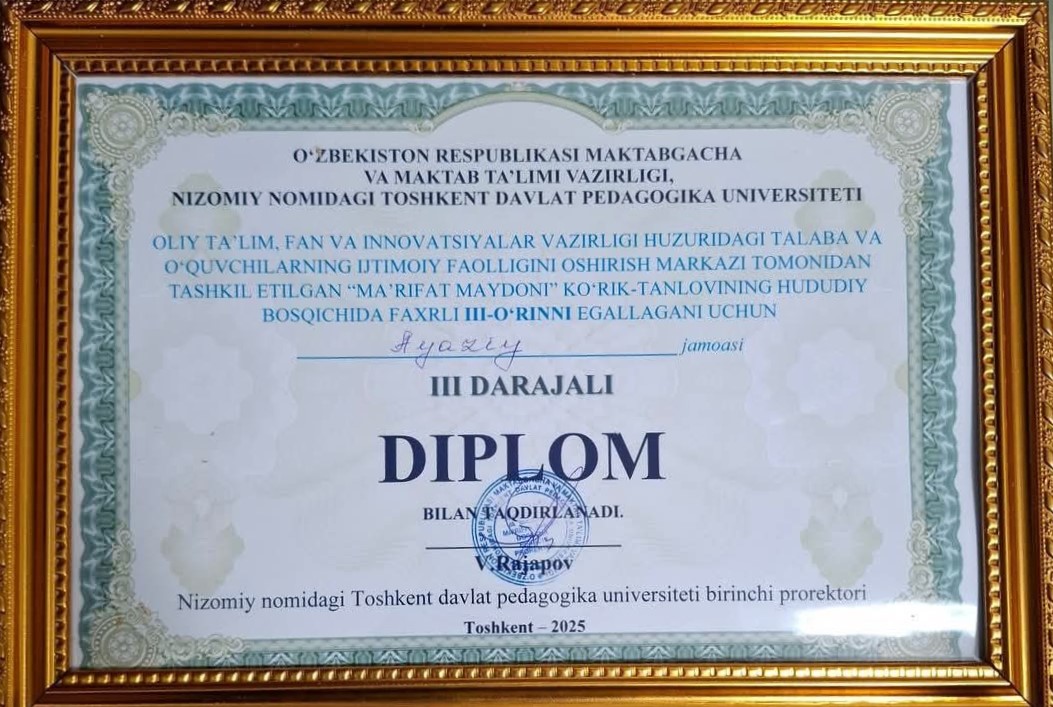 O‘ZBEKISTON RESPUBLIKASI MAKTABGACHA
VA MAKTAB TA’LIMI VAZIRLIGI,
NIZOMIY NOMIDAGI TOSHKENT DAVLAT PEDAGOGIKA UNIVERSITETI
OLIY TA’LIM, FAN VA INNOVATSIYALAR VAZIRLIGI HUZURIDAGI TALABA VA
O‘QUVCHILARNING IJTIMOIY FAOLLIGINI OSHIRISH MARKAZI TOMONIDAN
TASHKIL ETILGAN “MA’RIFAT MAYDONI” KO‘RIK-TANLOVINING HUDUDIY
BOSQICHIDA FAXRLI III-O‘RINNI EGALLAGANI UCHUN
Ayaziy jamoasi
III DARAJALI
DIPLOM
BILAN TAQDIRLANADI.
V.Rajapov
Nizomiy nomidagi Toshkent davlat pedagogika universiteti birinchi prorektori
Toshkent – 2025